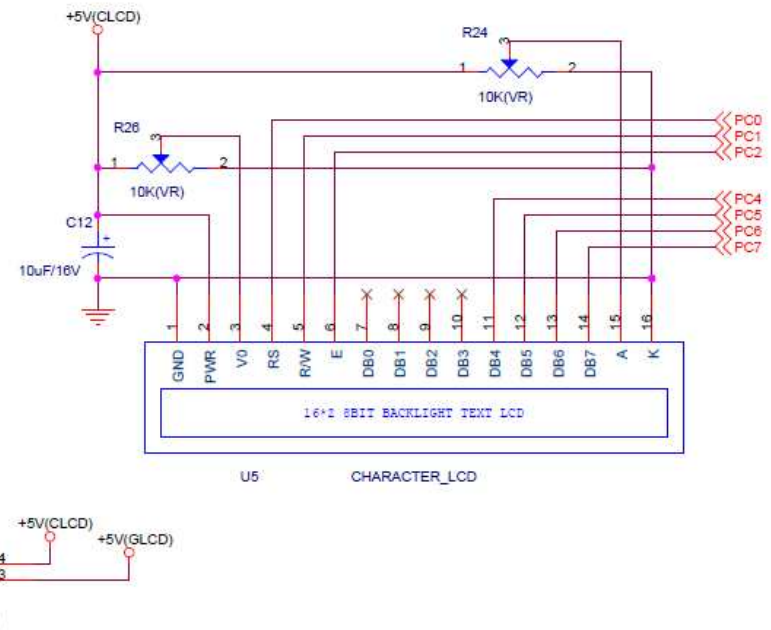 +5V(CLCD)
R24
3
1
2
10K(VR)
PC0
PC1
PC2
R26
3
1
2
10K(VR)
PC4
PC5
PC6
PC7
C12
+
10uF/16V
1
2
3
4
5
6
7
8
9
10
11
12
13
14
15
16
GND
PWR
V0
RS
R/W
E
DB0
DB1
DB2
DB3
DB4
DB5
DB6
DB7
A
K
16*2 8BIT BACKLIGHT TEXT LCD
U5
CHARACTER_LCD
+5V(CLCD)
+5V(GLCD)
4
3